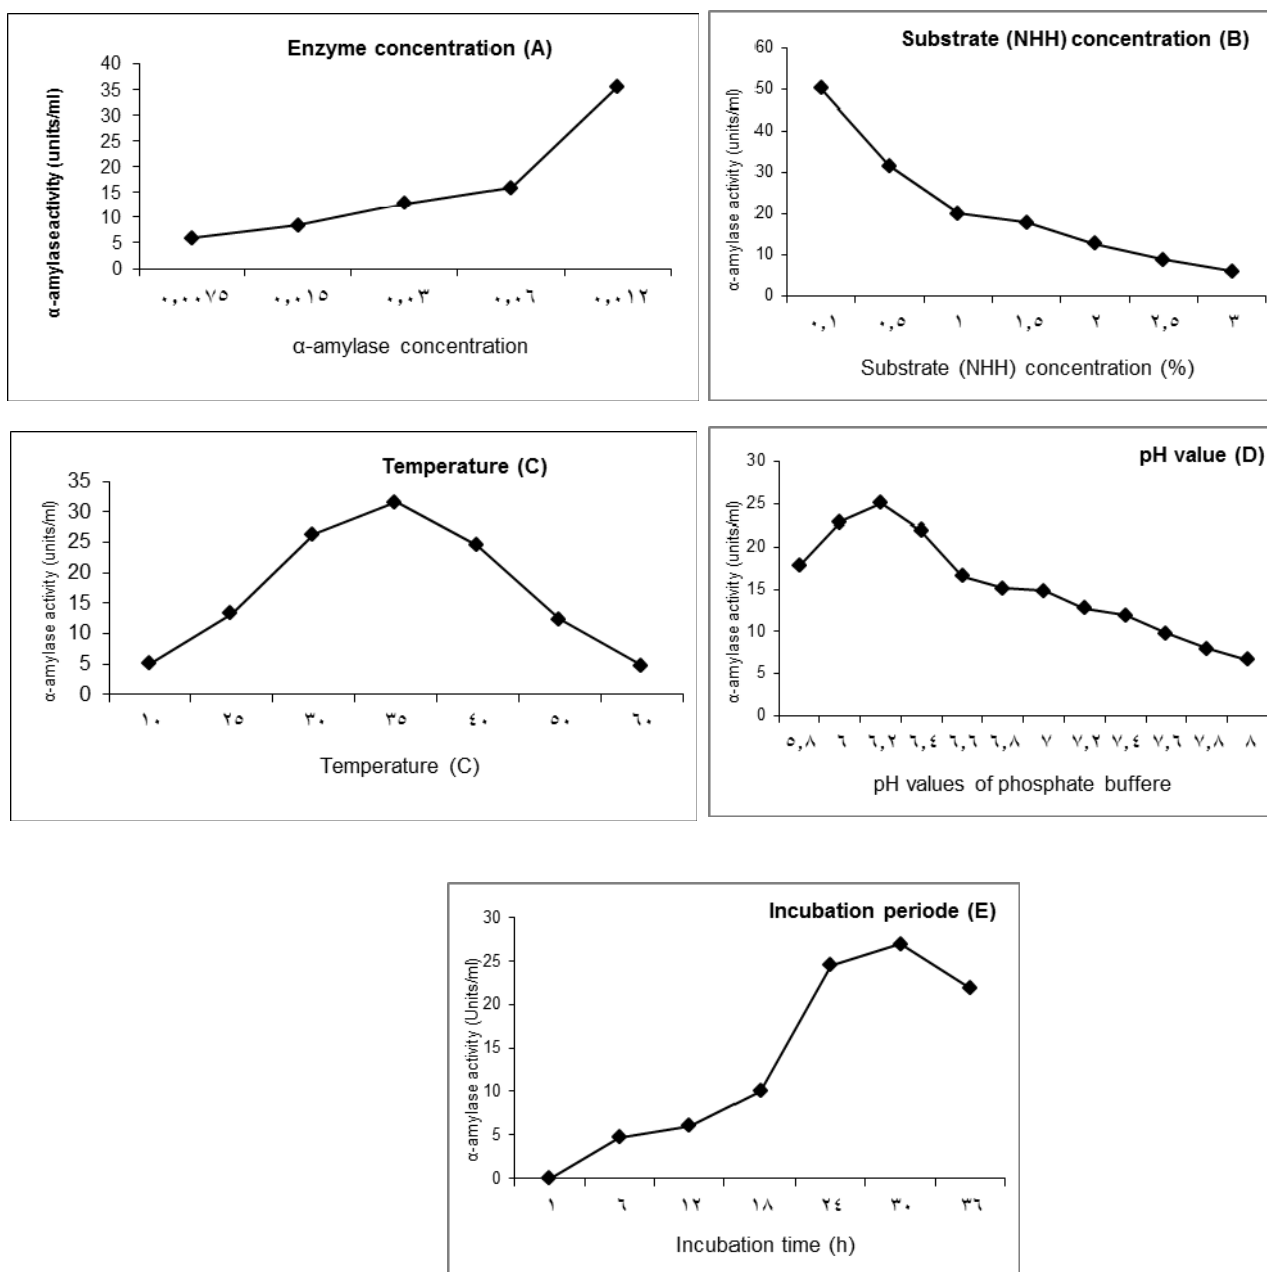 Enzyme concentration (A)
α-amylaseactivity (units/ml)
40
35
30
25
20
15
10
5
0
٠,٠٠٧٥ ٠,٠١٥ ٠,٠٣ ٠,٠٦ ٠,٠١٢
α-amylase concentration
Substrate (NHH) concentration (B)
α-amylase activity (units/ml)
60
50
40
30
20
10
0
٠,١ ٠,٥ ١ ١,٥ ٢ ٢,٥ ٣
Substrate (NHH) concentration (%)
Temperature (C)
α-amylase activity (units/ml)
35
30
25
20
15
10
5
0
١٠ ٢٥ ٣٠ ٣٥ ٤٠ ٥٠ ٦٠
Temperature (C)
pH value (D)
α-amylase activity (units/ml)
30
25
20
15
10
5
0
٥,٨ ٦ ٦,٢ ٦,٤ ٦,٦ ٦,٨ ٧ ٧,٢ ٧,٤ ٧,٦ ٧,٨ ٨
pH values of phosphate buffere
Incubation periode (E)
α-amylase activity (Units/ml)
30
25
20
15
10
5
0
١ ٦ ١٢ ١٨ ٢٤ ٣٠ ٣٦
Incubation time (h)